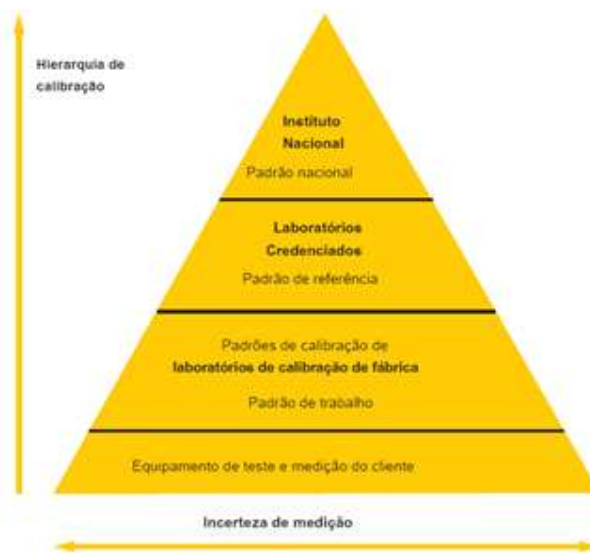 Hierarquia de
calibração
Instituto
Nacional
Padrão nacional
Laboratórios
Credenciados
Padrão de referência
Padrões de calibração de
laboratórios de calibração de fábrica
Padrão de trabalho
Equipamento de teste e medição do cliente
Incerteza de medição